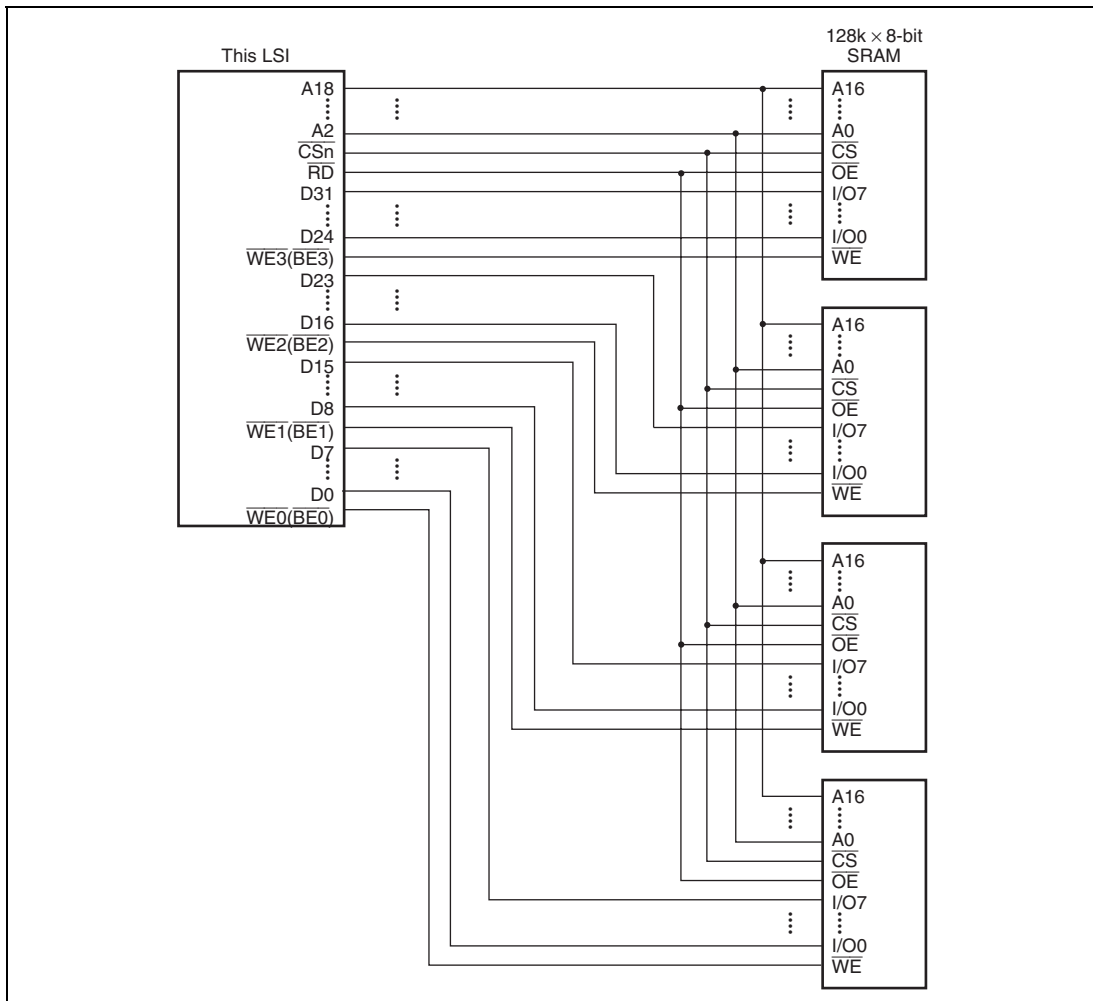 This LSI
A18
A2
CSn
RD
D31
D24
WE3(BE3)
D23
D16
WE2(BE2)
D15
D8
WE1(BE1)
D7
D0
WE0(BE0)
128k × 8-bit
SRAM
A16
A0
CS
OE
I/O7
I/O0
WE
A16
A0
CS
OE
I/O7
I/O0
WE
A16
A0
CS
OE
I/O7
I/O0
WE
A16
A0
CS
OE
I/O7
I/O0
WE